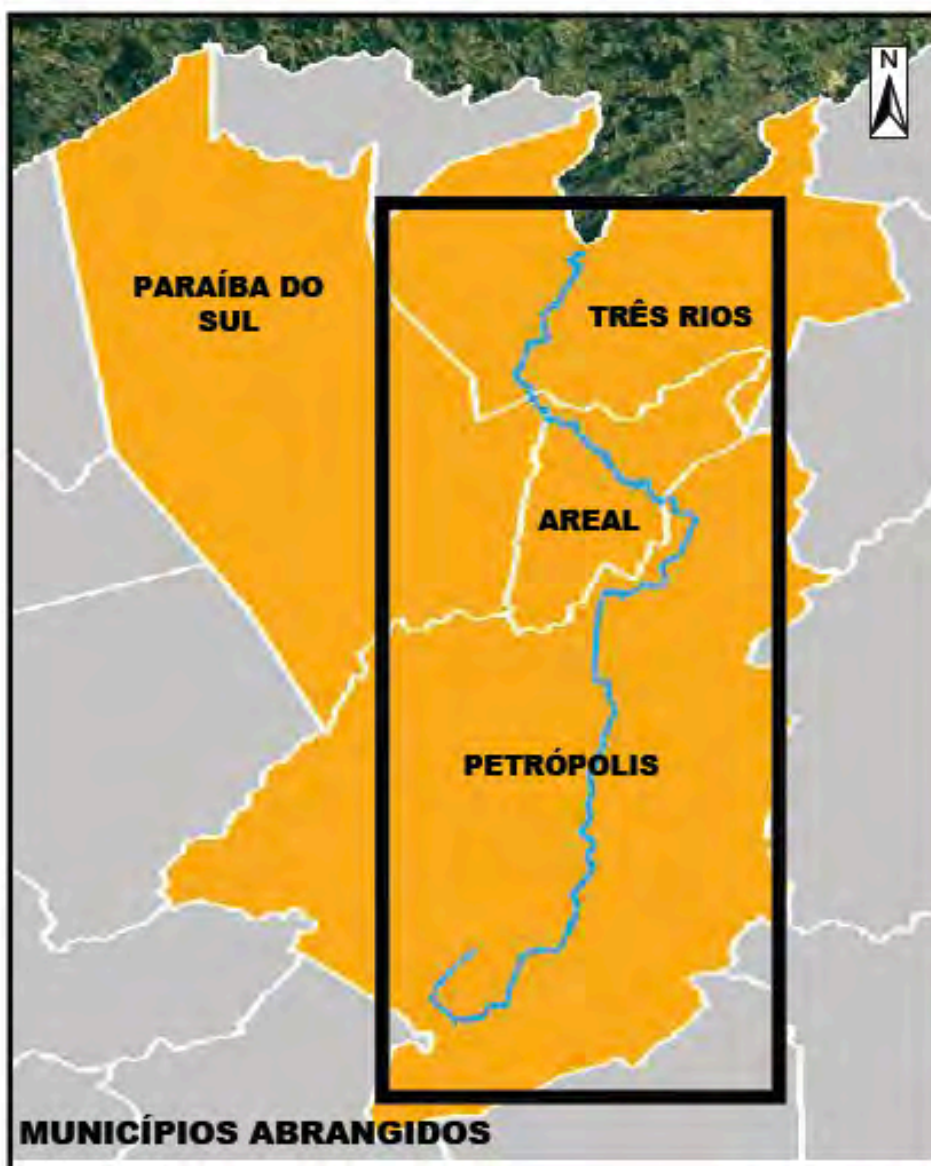 N
PARAÍBA DO
SUL
TRÊS RIOS
AREAL
PETRÓPOLIS
MUNICÍPIOS ABRANGIDOS